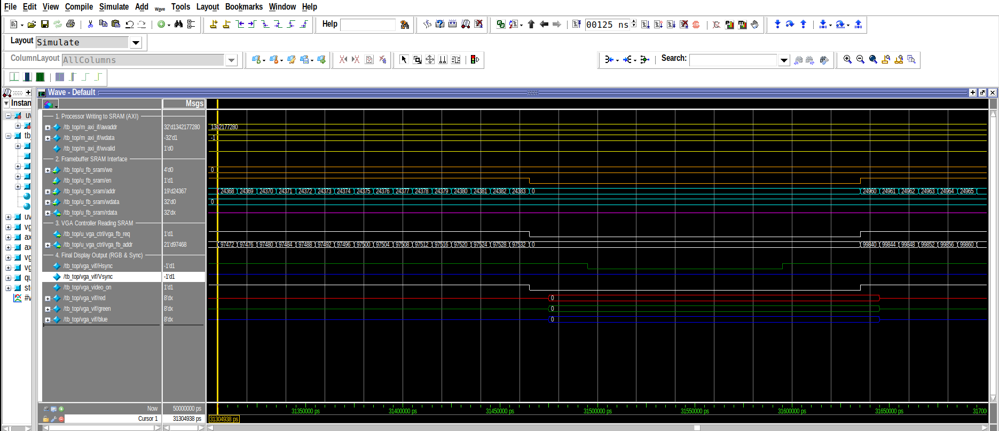 File Edit View Compile Simulate Add Wave Tools Layout Bookmarks Window Help
Help 00125 ns
Layout Simulate
ColumnLayout AllColumns Search:
Wave - Default
Instan Msgs
1. Processor Writing to SRAM (AXI)
/tb_top/m_axi_if/awaddr 32'd1342177280 1342177280
/tb_top/m_axi_if/wdata -32'd1 -1
/tb_top/m_axi_if/wvalid 1'd0
2. Framebuffer SRAM Interface
/tb_top/u_fb_sram/we 4'd0 0
/tb_top/u_fb_sram/en 1'd1
/tb_top/u_fb_sram/addr 19'd24367 24368 24369 24370 24371 24372 24373 24374 24375 24376 24377 24378 24379 24380 24381 24382 24383 0 24960 24961 24962 24963 24964 24965
/tb_top/u_fb_sram/wdata 32'd0 0
/tb_top/u_fb_sram/rdata 32'dx
3. VGA Controller Reading SRAM
/tb_top/u_vga_ctrl/vga_fb_req 1'd1
/tb_top/u_vga_ctrl/vga_fb_addr 21'd97468 97472 97476 97480 97484 97488 97492 97496 97500 97504 97508 97512 97516 97520 97524 97528 97532 0 99840 99844 99848 99852 99856 99860
4. Final Display Output (RGB & Sync)
/tb_top/vga_vif/Hsync -1'd1
/tb_top/vga_vif/Vsync -1'd1
/tb_top/vga_video_on 1'd1
/tb_top/vga_vif/red 8'dx 0
/tb_top/vga_vif/green 8'dx 0
/tb_top/vga_vif/blue 8'dx 0
uv
tb_
uv
vg
ax
ax
vg
vg
qu
st
#v
Now 50000000 ps 31350000 ps 31400000 ps 31450000 ps 31500000 ps 31550000 ps 31600000 ps 31650000 ps 31700
Cursor 1 31304938 ps 31304938 ps